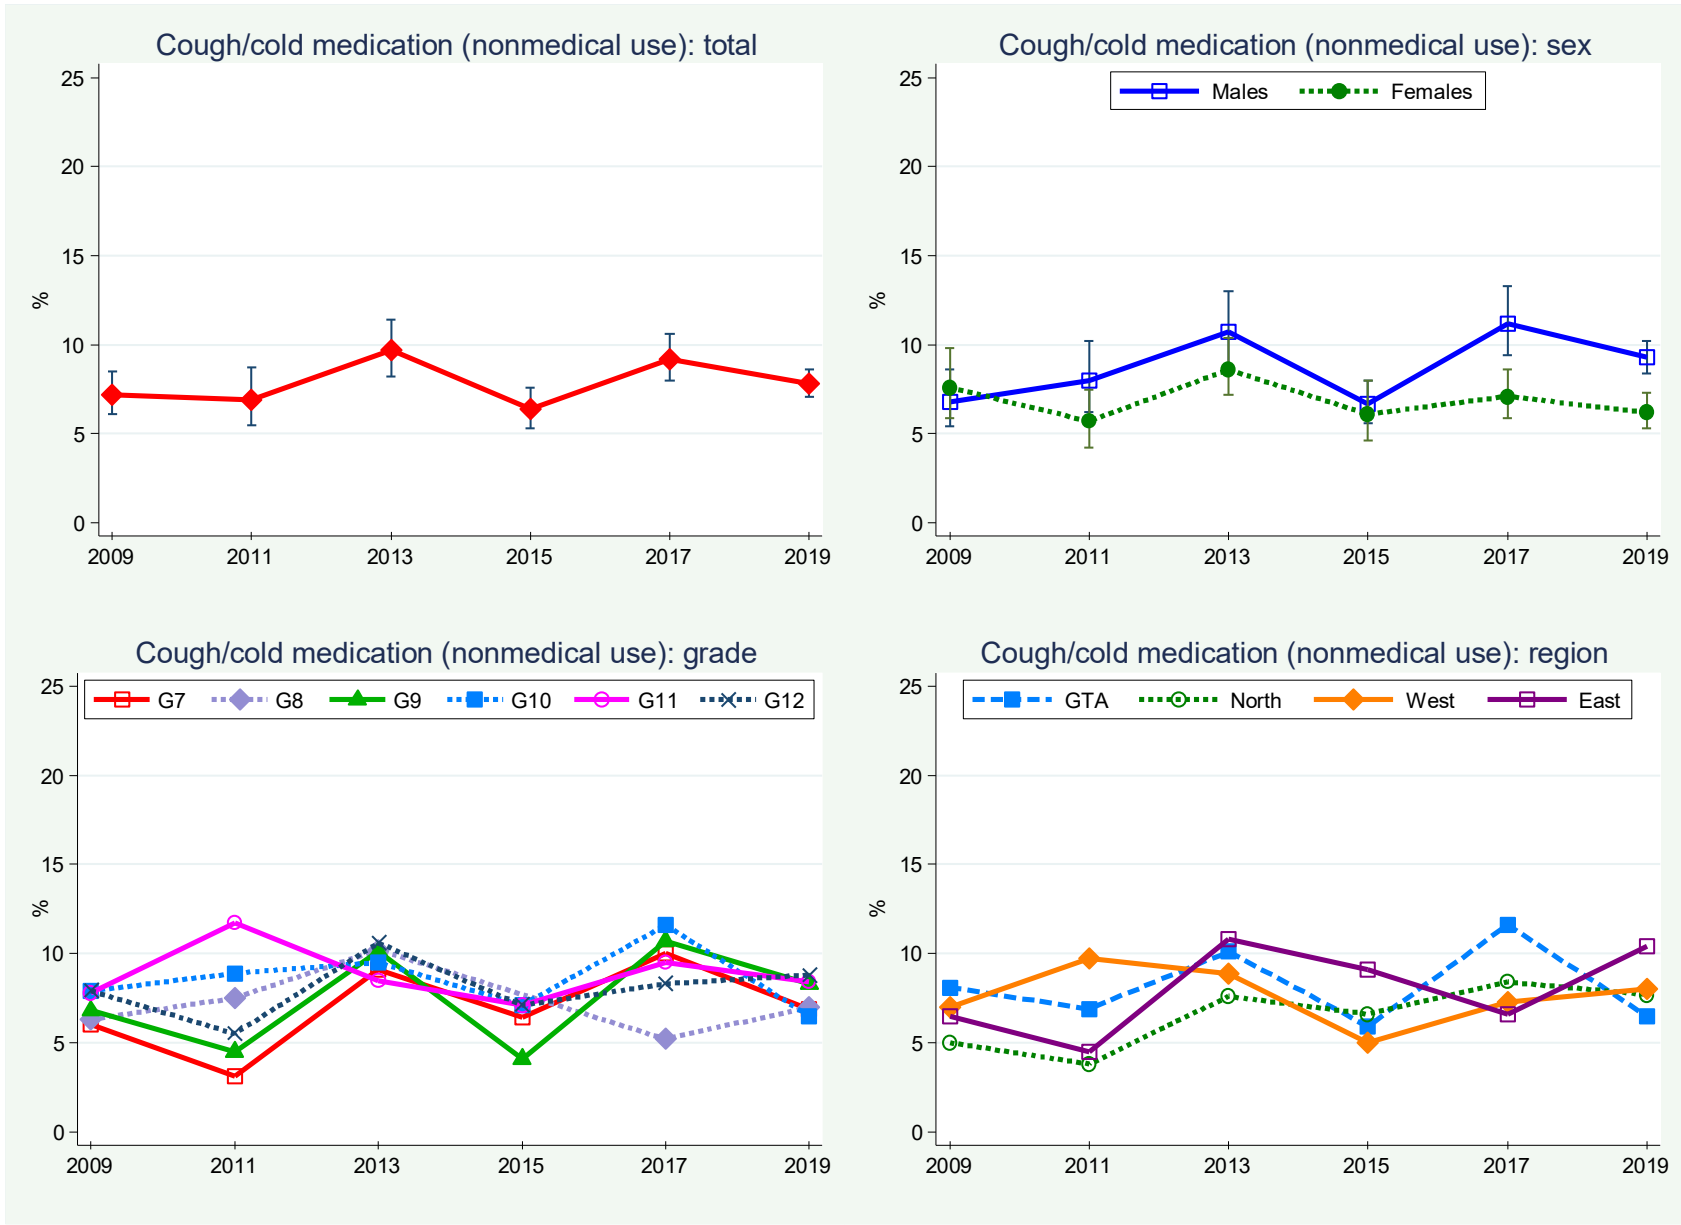 Cough/cold medication (nonmedical use): total
25
20
15
10
5
0
%
2009 2011 2013 2015 2017 2019
Cough/cold medication (nonmedical use): sex
Males Females
25
20
15
10
5
0
%
2009 2011 2013 2015 2017 2019
Cough/cold medication (nonmedical use): grade
G7 G8 G9 G10 G11 G12
25
20
15
10
5
0
%
2009 2011 2013 2015 2017 2019
Cough/cold medication (nonmedical use): region
GTA North West East
25
20
15
10
5
0
%
2009 2011 2013 2015 2017 2019